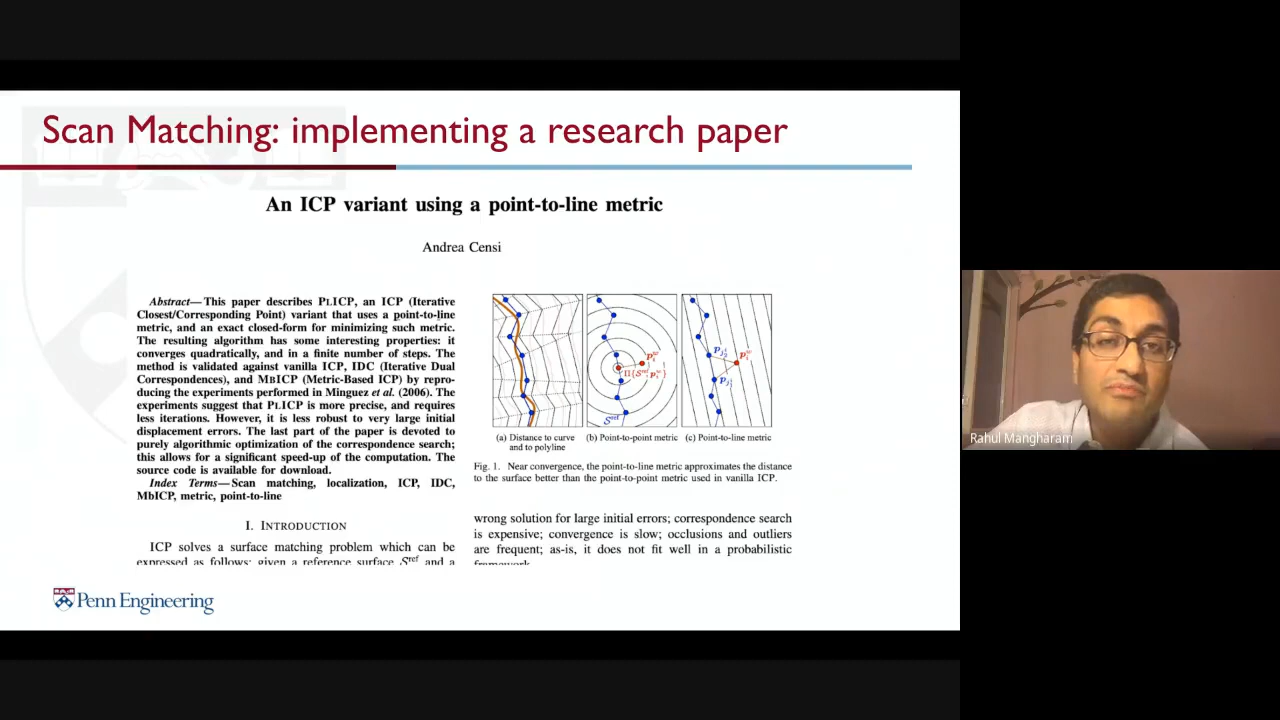 Scan Matching: implementing a research paper
An ICP variant using a point-to-line metric
Andrea Censi
Abstract— This paper describes PLICP, an ICP (Iterative
Closest/Corresponding Point) variant that uses a point-to-line
metric, and an exact closed-form for minimizing such metric.
The resulting algorithm has some interesting properties: it
converges quadratically, and in a finite number of steps. The
method is validated against vanilla ICP, IDC (Iterative Dual
Correspondences), and MBICP (Metric-Based ICP) by repro-
ducing the experiments performed in Minguez et al. (2006). The
experiments suggest that PLICP is more precise, and requires
less iterations. However, it is less robust to very large initial
displacement errors. The last part of the paper is devoted to
purely algorithmic optimization of the correspondence search;
this allows for a significant speed-up of the computation. The
source code is available for download.
Index Terms— Scan matching, localization, ICP, IDC,
MbICP, metric, point-to-line
I. INTRODUCTION
ICP solves a surface matching problem which can be
expressed as follows: given a reference surface S^ref and a
(a) Distance to curve
and to polyline
(b) Point-to-point metric
(c) Point-to-line metric
Fig. 1. Near convergence, the point-to-line metric approximates the distance
to the surface better than the point-to-point metric used in vanilla ICP.
wrong solution for large initial errors; correspondence search
is expensive; convergence is slow; occlusions and outliers
are frequent; as-is, it does not fit well in a probabilistic
framework.
Penn Engineering
Rahul Mangharam